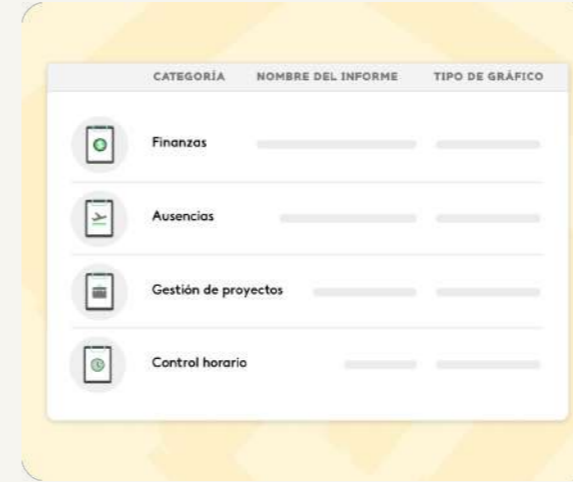 CATEGORÍA NOMBRE DEL INFORME TIPO DE GRÁFICO
Finanzas
Ausencias
Gestión de proyectos
Control horario